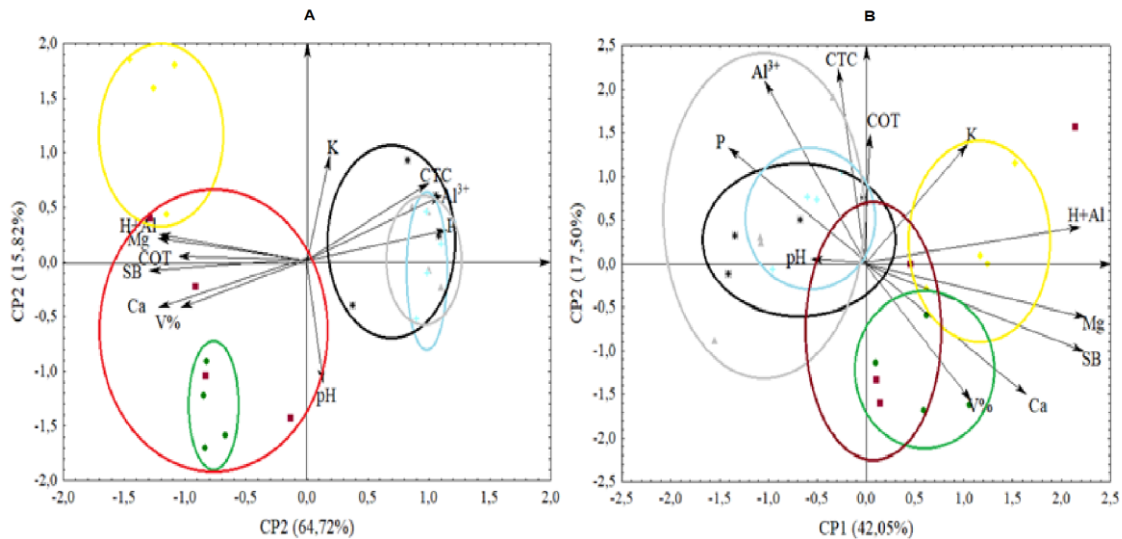 A
B
2,0
1,5
1,0
0,5
0,0
-0,5
-1,0
-1,5
-2,0
-2,0
-1,5
-1,0
-0,5
0,0
0,5
1,0
1,5
2,0
CP2 (15,82%)
CP2 (64,72%)
K
CTC
Al3+
P
H+Al
Mg
COT
SB
Ca
V%
pH
2,5
2,0
1,5
1,0
0,5
0,0
-0,5
-1,0
-1,5
-2,0
2,5
-2,5
-2,0
-1,5
-1,0
-0,5
0,0
0,5
1,0
1,5
2,0
2,5
CP2 (17,50%)
CP1 (42,05%)
CTC
Al3+
COT
P
K
H+Al
pH
Mg
SB
Ca
V%